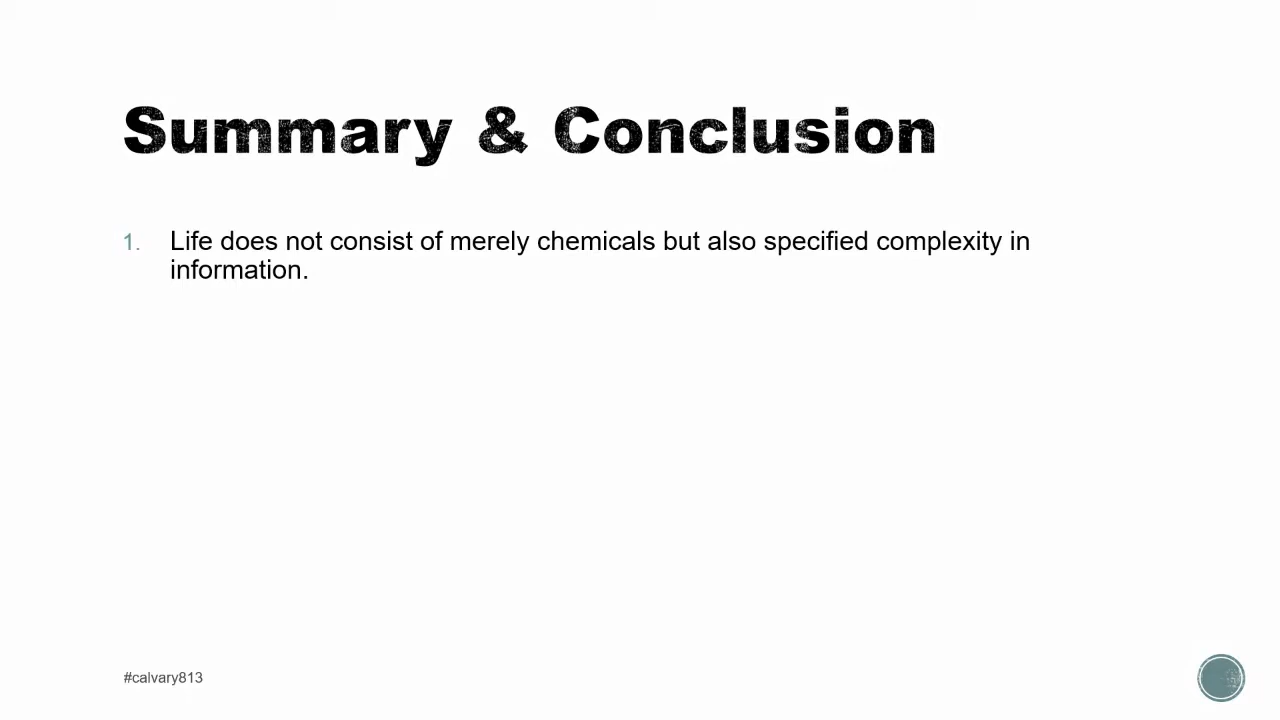 Summary & Conclusion
1. Life does not consist of merely chemicals but also specified complexity in
information.
#calvary813